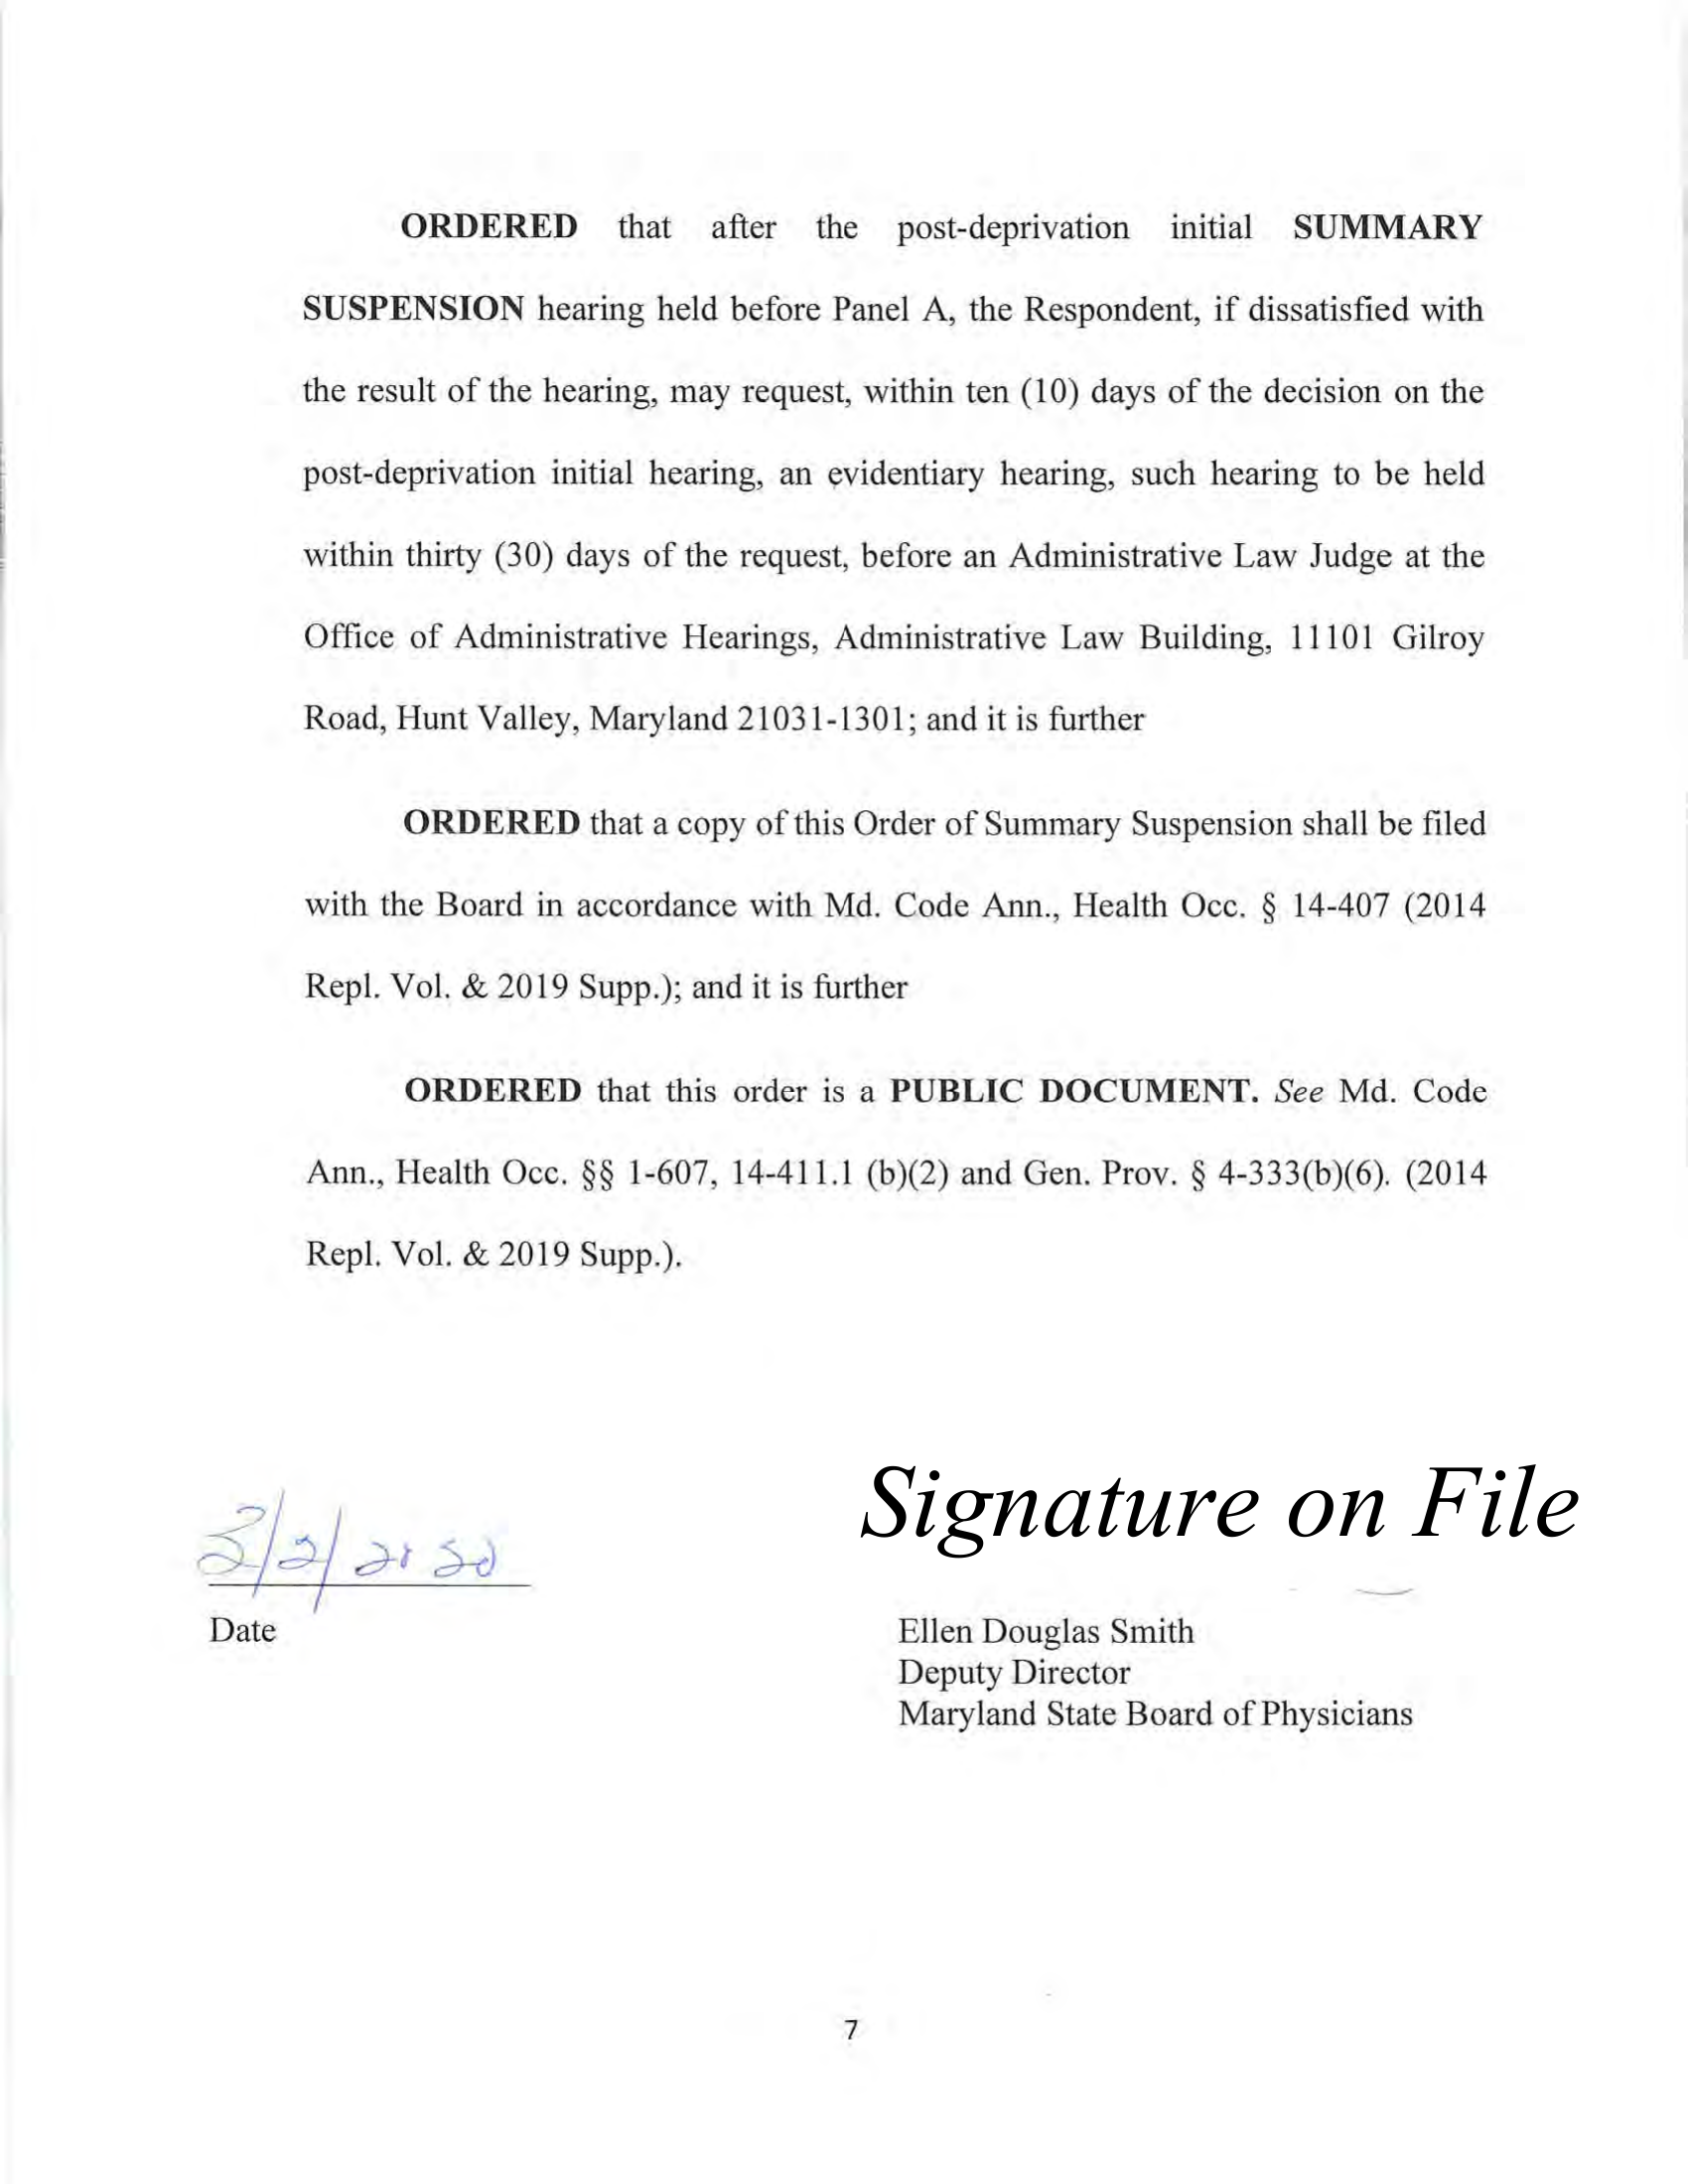 ORDERED that after the post-deprivation initial SUMMARY
SUSPENSION hearing held before Panel A, the Respondent, if dissatisfied with
the result of the hearing, may request, within ten (10) days of the decision on the
post-deprivation initial hearing, an evidentiary hearing, such hearing to be held
within thirty (30) days of the request, before an Administrative Law Judge at the
Office of Administrative Hearings, Administrative Law Building, 11101 Gilroy
Road, Hunt Valley, Maryland 21031-1301; and it is further
ORDERED that a copy of this Order of Summary Suspension shall be filed
with the Board in accordance with Md. Code Ann., Health Occ. § 14-407 (2014
Repl. Vol. & 2019 Supp.); and it is further
ORDERED that this order is a PUBLIC DOCUMENT. See Md. Code
Ann., Health Occ. §§ 1-607, 14-411.1 (b)(2) and Gen. Prov. § 4-333(b)(6). (2014
Repl. Vol. & 2019 Supp.).
3/2/2020
Signature on File
Date
Ellen Douglas Smith
Deputy Director
Maryland State Board of Physicians
7